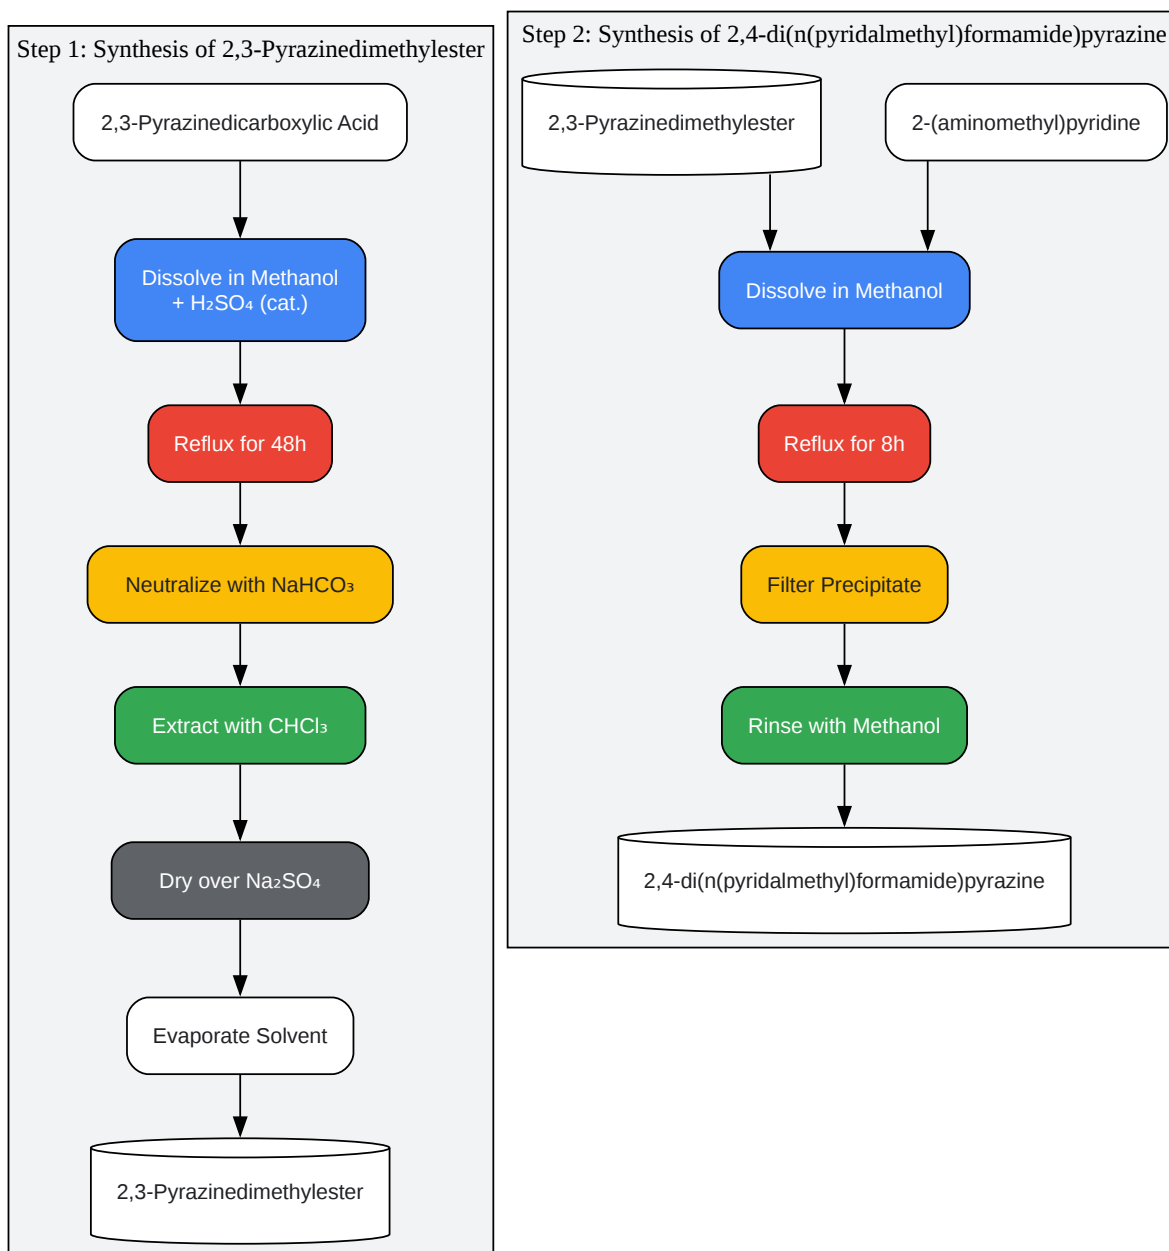 Step 1: Synthesis of 2,3-Pyrazinedimethylester
2,3-Pyrazinedicarboxylic Acid
Dissolve in Methanol
+ H₂SO₄ (cat.)
Reflux for 48h
Neutralize with NaHCO₃
Extract with CHCl₃
Dry over Na₂SO₄
Evaporate Solvent
2,3-Pyrazinedimethylester
Step 2: Synthesis of 2,4-di(n(pyridalmethyl)formamide)pyrazine
2,3-Pyrazinedimethylester
2-(aminomethyl)pyridine
Dissolve in Methanol
Reflux for 8h
Filter Precipitate
Rinse with Methanol
2,4-di(n(pyridalmethyl)formamide)pyrazine